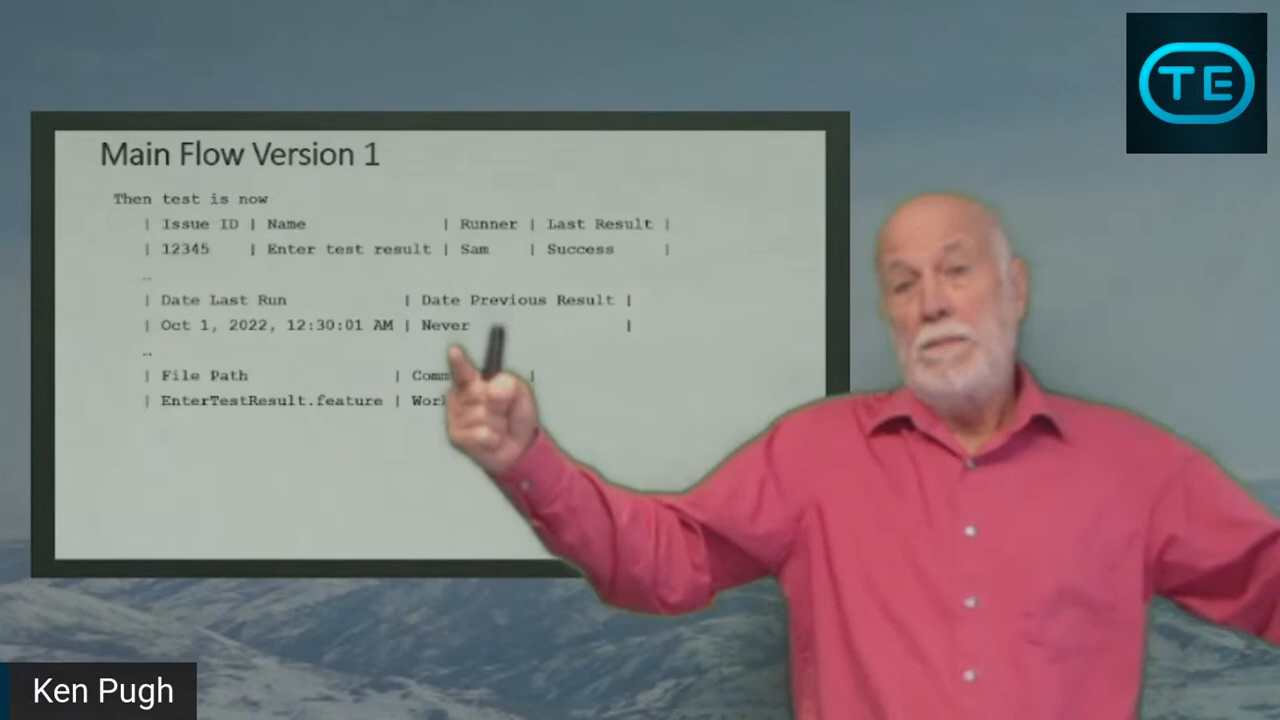 TE
Main Flow Version 1
Then test is now
| Issue ID | Name | Runner | Last Result |
| 12345 | Enter test result | Sam | Success |
…
| Date Last Run | Date Previous Result |
| Oct 1, 2022, 12:30:01 AM | Never |
…
| File Path | |
| EnterTestResult.feature |
Ken Pugh